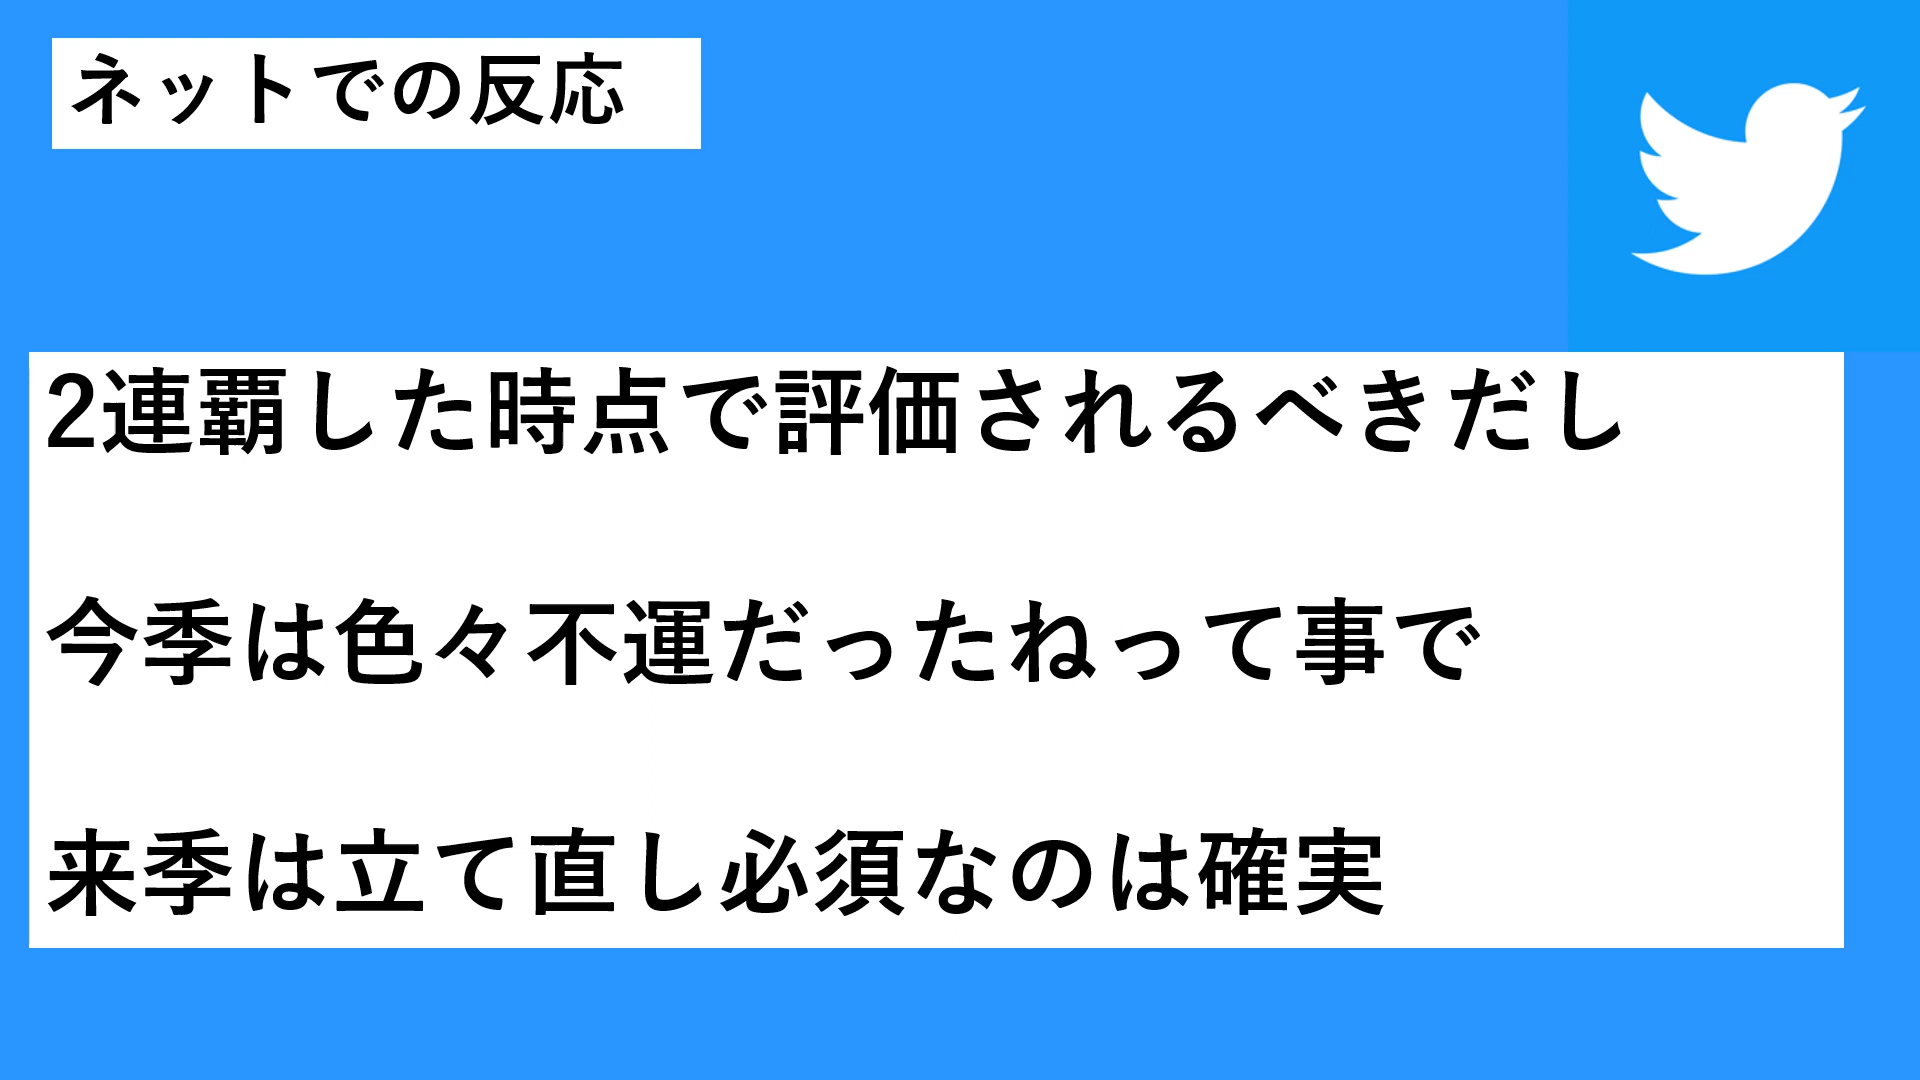 ネットでの反応
2連覇した時点で評価されるべきだし
今季は色々不運だったねって事で
来季は立て直し必須なのは確実